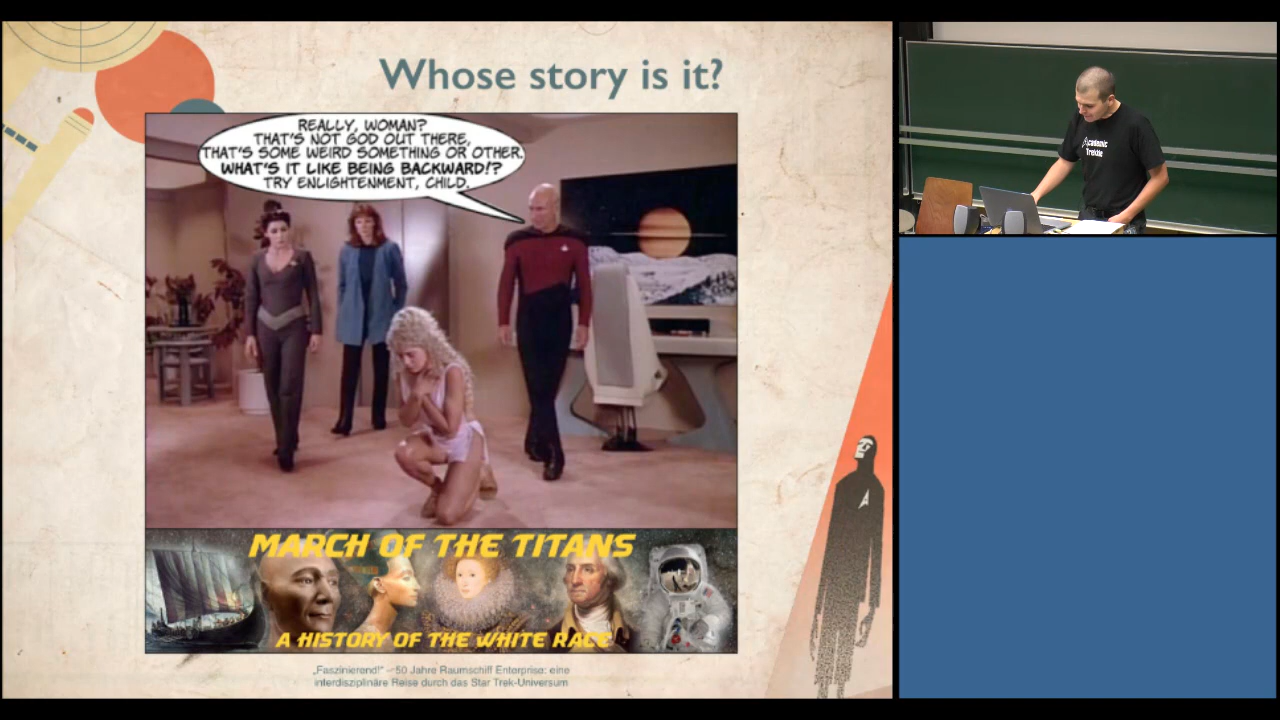 Whose story is it?
REALLY, WOMAN?
THAT'S NOT GOD OUT THERE,
THAT'S SOME WEIRD SOMETHING OR OTHER.
WHAT'S IT LIKE BEING BACKWARD!?
TRY ENLIGHTENMENT, CHILD.
MARCH OF THE TITANS
A HISTORY OF THE WHITE RACE
„Faszinierend!" – 50 Jahre Raumschiff Enterprise: eine
interdisziplinäre Reise durch das Star Trek-Universum
Academic
Trekkie